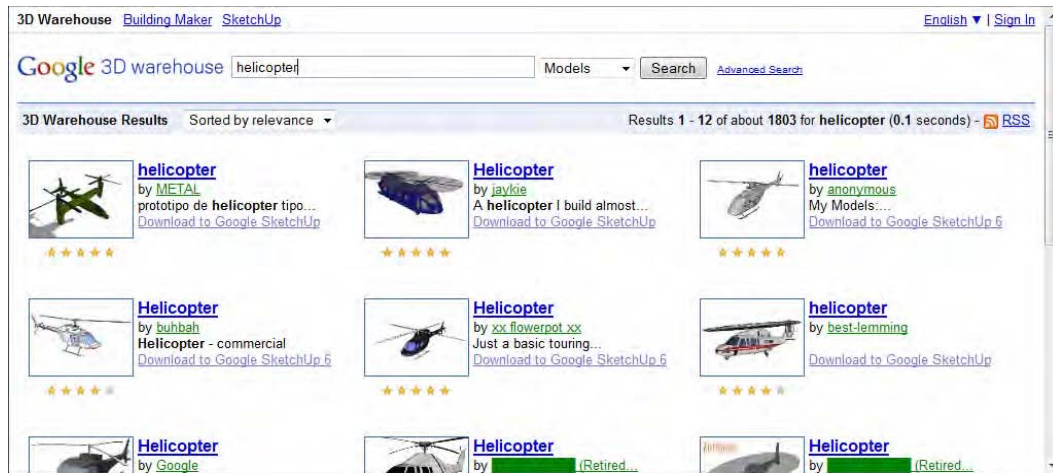 3D Warehouse Building Maker SketchUp English ▼ | Sign In
Google 3D warehouse helicopter Models Search Advanced Search
3D Warehouse Results Sorted by relevance Results 1 - 12 of about 1803 for helicopter (0.1 seconds) - RSS
helicopter
by METAL
prototipo de helicopter tipo...
Download to Google SketchUp
Helicopter
by jaykie
A helicopter I build almost...
Download to Google SketchUp
helicopter
by anonymous
My Models:...
Download to Google SketchUp 6
Helicopter
by buhbah
Helicopter - commercial
Download to Google SketchUp 6
Helicopter
by xx flowerpot xx
Just a basic touring...
Download to Google SketchUp 6
helicopter
by best-lemming
Download to Google SketchUp
Helicopter
by Google
Helicopter
by (Retired...
Helicopter
by (Retired...